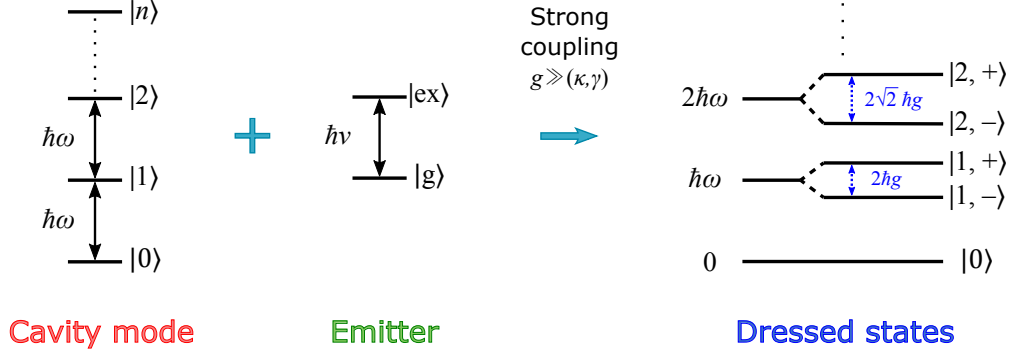 |n⟩
|2⟩
ħω
|1⟩
ħω
|0⟩
Cavity mode
+
|ex⟩
ħν
|g⟩
Emitter
Strong
coupling
g≫(κ,γ)
2ħω
|2, +⟩
2√2 ħg
|2, –⟩
ħω
|1, +⟩
2ħg
|1, –⟩
0
|0⟩
Dressed states